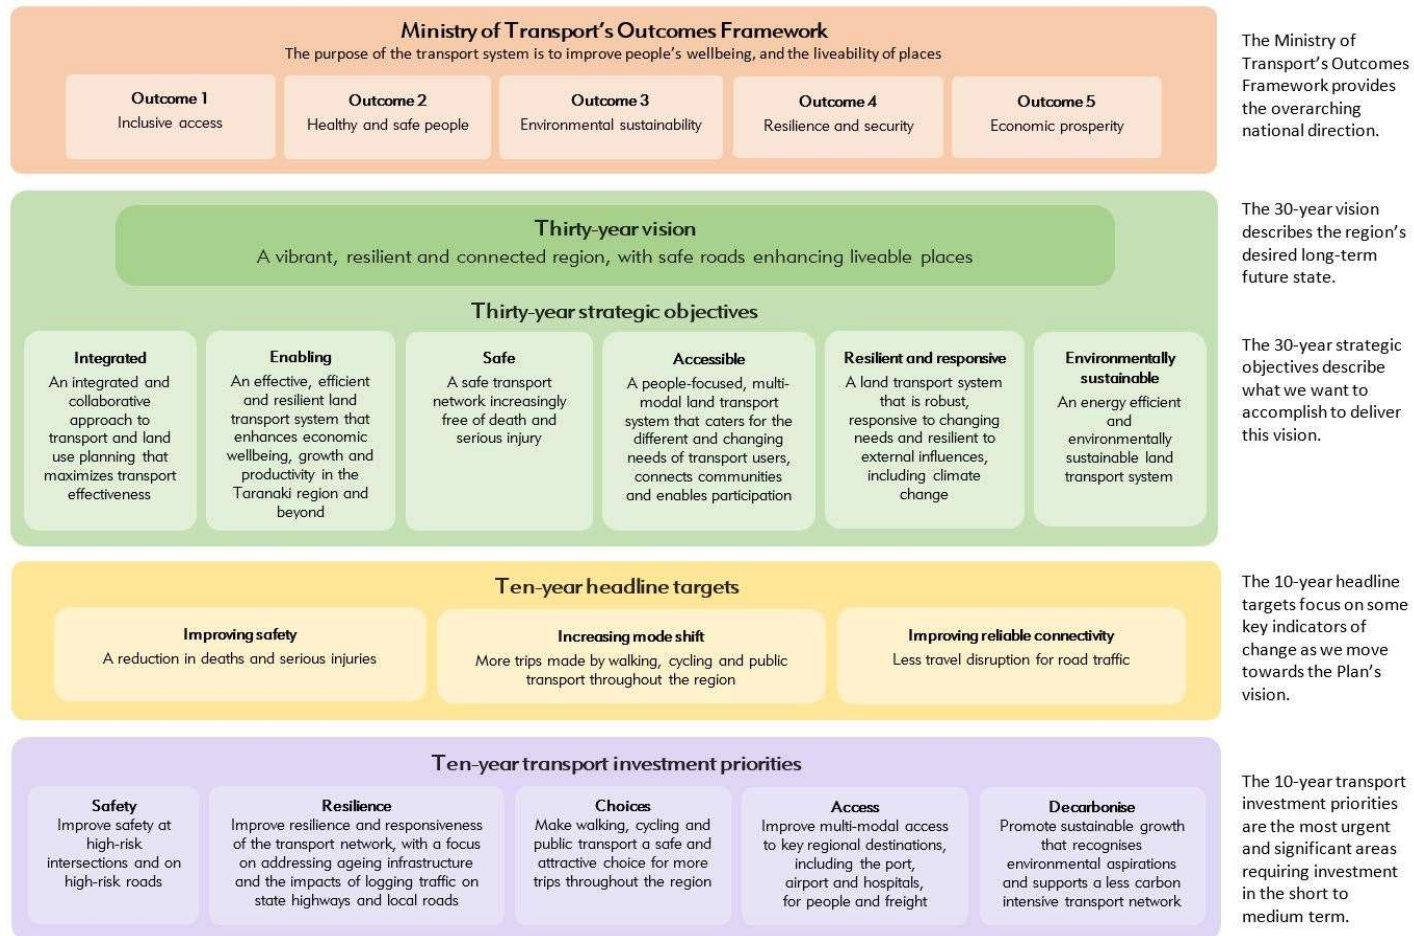 Ministry of Transport's Outcomes Framework
The purpose of the transport system is to improve people's wellbeing, and the liveability of places
Outcome 1
Inclusive access
Outcome 2
Healthy and safe people
Outcome 3
Environmental sustainability
Outcome 4
Resilience and security
Outcome 5
Economic prosperity
The Ministry of
Transport's Outcomes
Framework provides
the overarching
national direction.
Thirty-year vision
A vibrant, resilient and connected region, with safe roads enhancing liveable places
The 30-year vision
describes the region's
desired long-term
future state.
Thirty-year strategic objectives
Integrated
An integrated and
collaborative
approach to
transport and land
use planning that
maximizes transport
effectiveness
Enabling
An effective, efficient
and resilient land
transport system that
enhances economic
wellbeing, growth and
productivity in the
Taranaki region and
beyond
Safe
A safe transport
network increasingly
free of death and
serious injury
Accessible
A people-focused, multi-
modal land transport
system that caters for the
different and changing
needs of transport users,
connects communities
and enables participation
Resilient and responsive
A land transport system
that is robust,
responsive to changing
needs and resilient to
external influences,
including climate
change
Environmentally
sustainable
An energy efficient
and
environmentally
sustainable land
transport system
The 30-year strategic
objectives describe
what we want to
accomplish to deliver
this vision.
Ten-year headline targets
Improving safety
A reduction in deaths and serious injuries
Increasing mode shift
More trips made by walking, cycling and public
transport throughout the region
Improving reliable connectivity
Less travel disruption for road traffic
The 10-year headline
targets focus on some
key indicators of
change as we move
towards the Plan's
vision.
Ten-year transport investment priorities
Safety
Improve safety at
high-risk
intersections and on
high-risk roads
Resilience
Improve resilience and responsiveness
of the transport network, with a focus
on addressing ageing infrastructure
and the impacts of logging traffic on
state highways and local roads
Choices
Make walking, cycling and
public transport a safe and
attractive choice for more
trips throughout the region
Access
Improve multi-modal access
to key regional destinations,
including the port,
airport and hospitals,
for people and freight
Decarbonise
Promote sustainable growth
that recognises
environmental aspirations
and supports a less carbon
intensive transport network
The 10-year transport
investment priorities
are the most urgent
and significant areas
requiring investment
in the short to
medium term.